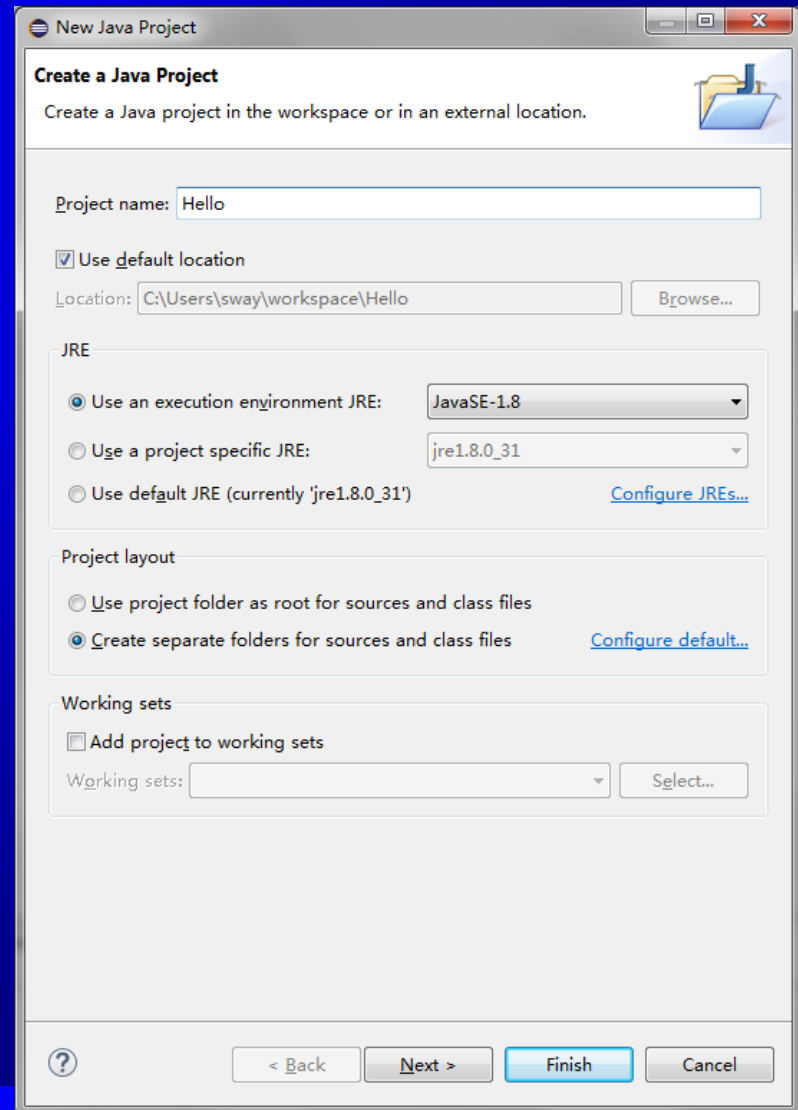 New Java Project
Create a Java Project
Create a Java project in the workspace or in an external location.
Project name: Hello
Use default location
Location: C:\Users\sway\workspace\Hello Browse...
JRE
Use an execution environment JRE: JavaSE-1.8
Use a project specific JRE: jre1.8.0_31
Use default JRE (currently 'jre1.8.0_31') Configure JREs...
Project layout
Use project folder as root for sources and class files
Create separate folders for sources and class files Configure default...
Working sets
Add project to working sets
Working sets: Select...
? < Back Next > Finish Cancel